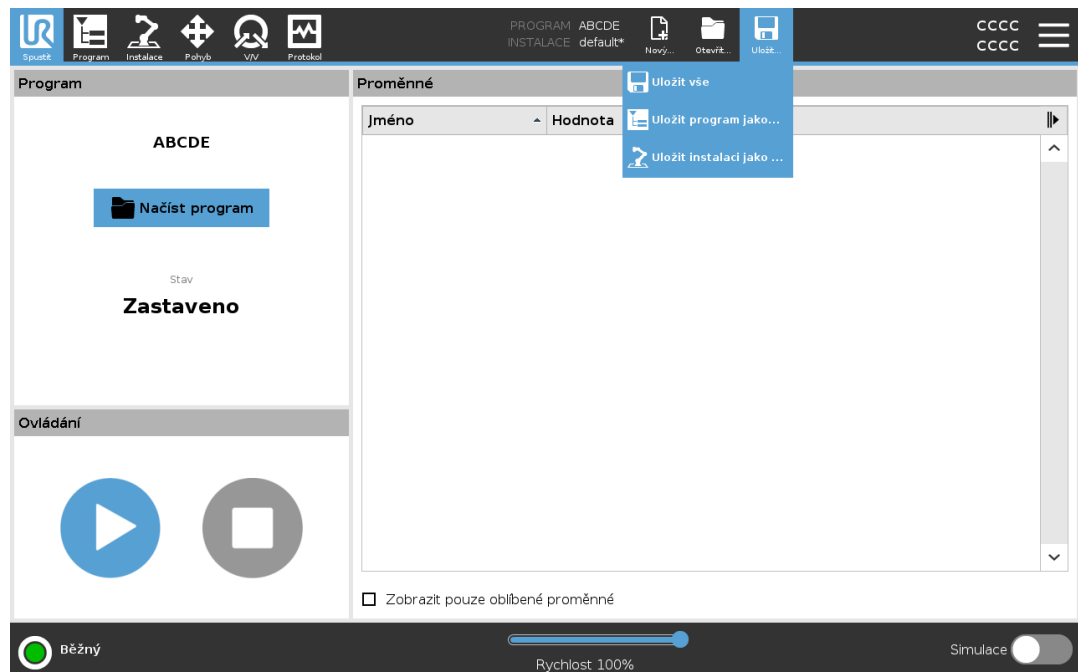 PROGRAM ABCDE
INSTALACE default*
CCCC
CCCC
Spustit Program Instalace Pohyb V/V Protokol Nový... Otevřít... Uložit...
Program
Proměnné
Uložit vše
Uložit program jako...
Uložit instalaci jako ...
Jméno Hodnota
ABCDE
Načíst program
Stav
Zastaveno
Ovládání
Zobrazit pouze oblíbené proměnné
Běžný
Rychlost 100%
Simulace